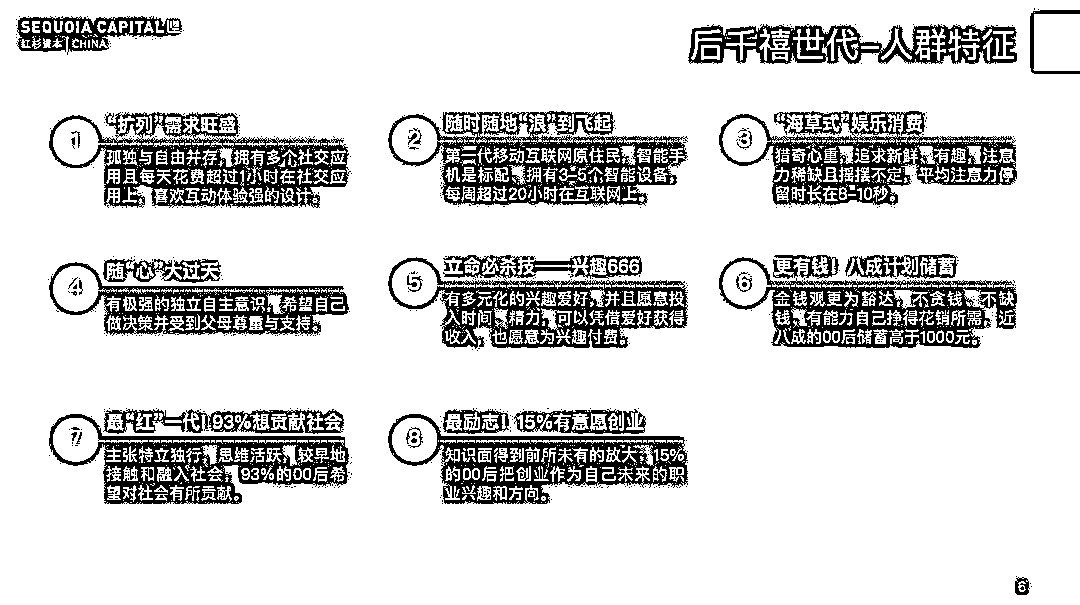 SEQUOIA CAPITAL
红杉资本 CHINA
后千禧世代–人群特征
1
“扩列”需求旺盛
孤独与自由并存，拥有多个社交应
用且每天花费超过1小时在社交应
用上，喜欢互动体验强的设计。
2
随时随地“浪”到飞起
第一代移动互联网原住民，智能手
机是标配，拥有3-5个智能设备，
每周超过20小时在互联网上。
3
“海草式”娱乐消费
猎奇心重，追求新鲜、有趣，注意
力稀缺且摇摆不定，平均注意力停
留时长在8-10秒。
4
随“心”大过天
有极强的独立自主意识，希望自己
做决策并受到父母尊重与支持。
5
立命必杀技——兴趣666
有多元化的兴趣爱好，并且愿意投
入时间、精力，可以凭借爱好获得
收入，也愿意为兴趣付费。
6
更有钱！八成计划储蓄
金钱观更为豁达，不贪钱、不缺
钱，有能力自己挣得花销所需，近
八成的00后储蓄高于1000元。
7
最“红”一代！93%想贡献社会
主张特立独行，思维活跃，较早地
接触和融入社会，93%的00后希
望对社会有所贡献。
8
最励志！15%有意愿创业
知识面得到前所未有的放大，15%
的00后把创业作为自己未来的职
业兴趣和方向。
6